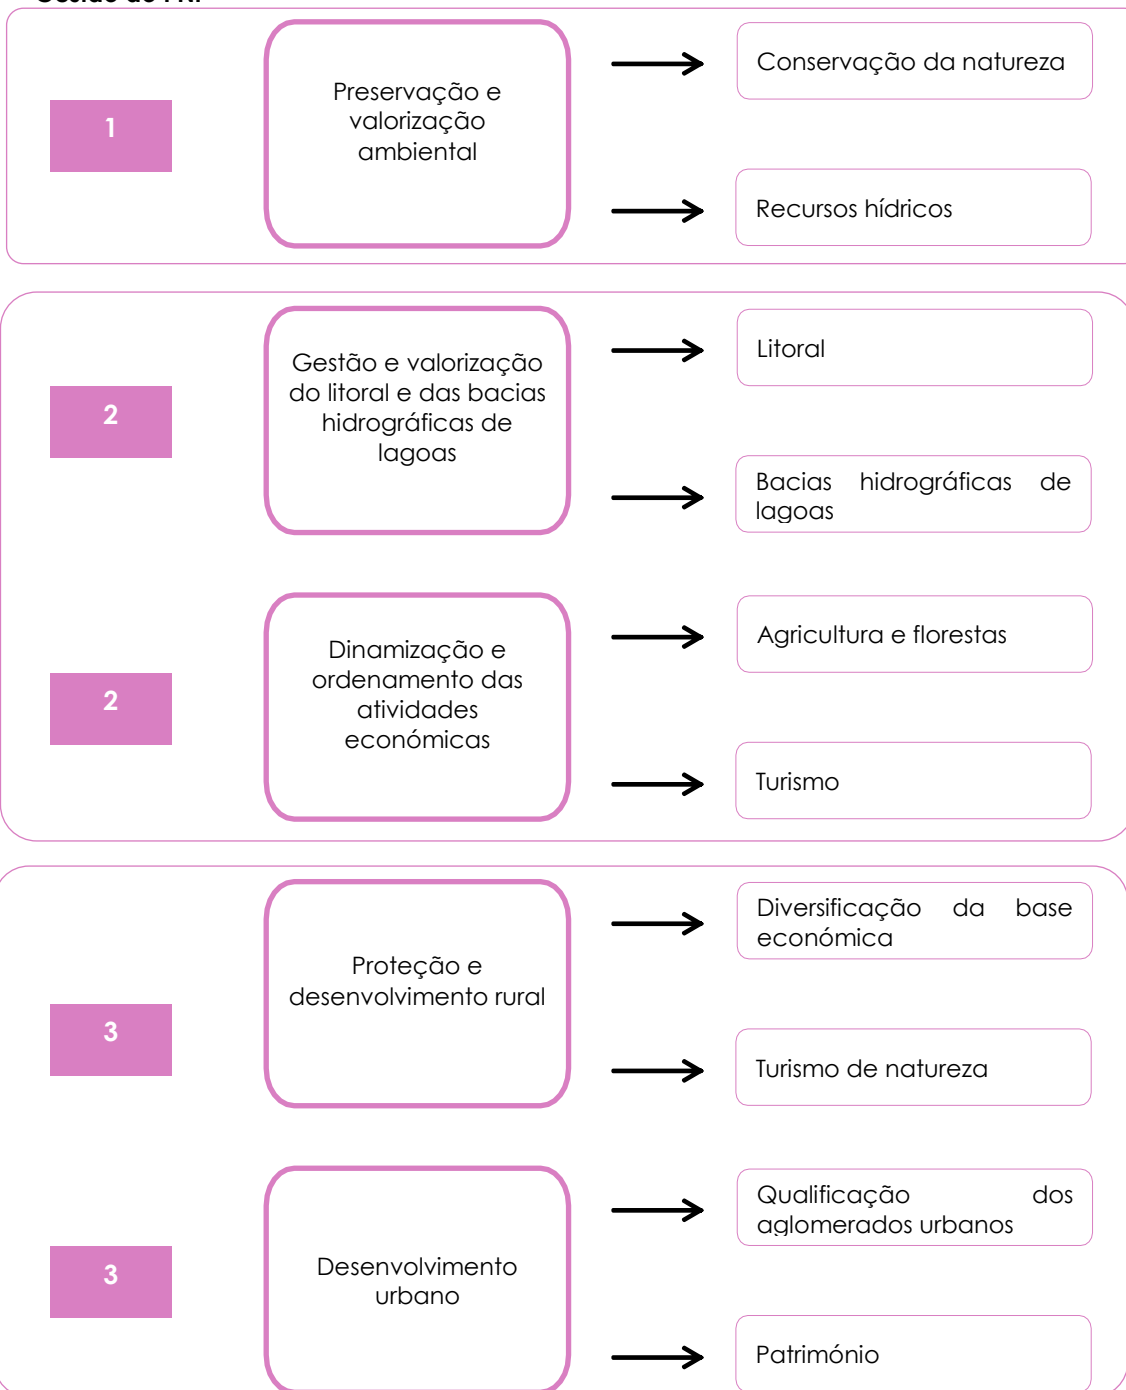 1
Preservação e
valorização
ambiental
Conservação da natureza
Recursos hídricos
2
Gestão e valorização
do litoral e das bacias
hidrográficas de
lagoas
Litoral
Bacias hidrográficas de
lagoas
2
Dinamização e
ordenamento das
atividades
económicas
Agricultura e florestas
Turismo
3
Proteção e
desenvolvimento rural
Diversificação da base
económica
Turismo de natureza
3
Desenvolvimento
urbano
Qualificação dos
aglomerados urbanos
Património